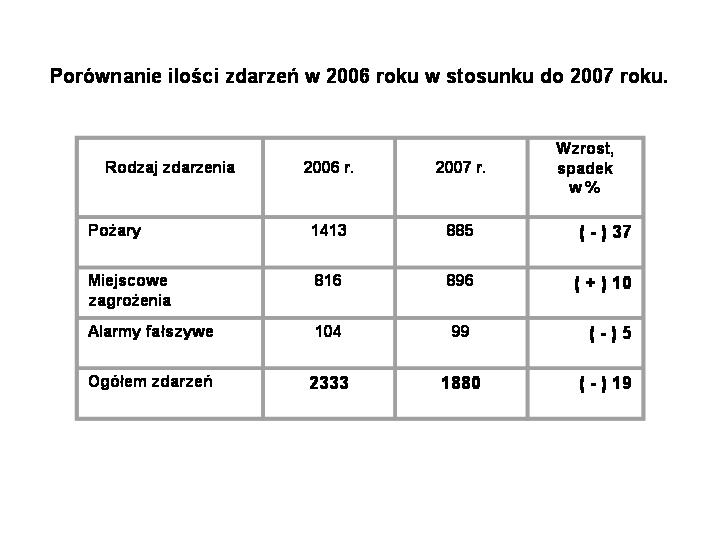 Porównanie ilości zdarzeń w 2006 roku w stosunku do 2007 roku.
Rodzaj zdarzenia 2006 r. 2007 r. Wzrost,
spadek
w %
Pożary 1413 885 ( - ) 37
Miejscowe 816 896 ( + ) 10
zagrożenia
Alarmy fałszywe 104 99 ( - ) 5
Ogółem zdarzeń 2333 1880 ( - ) 19